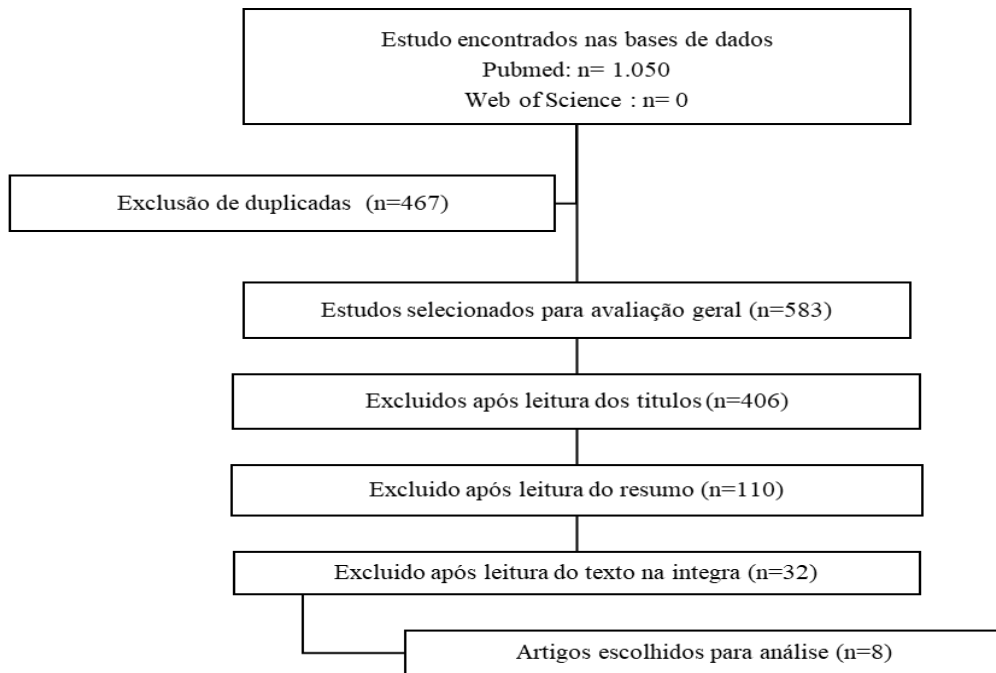 Estudo encontrados nas bases de dados
Pubmed: n= 1.050
Web of Science : n= 0
Exclusão de duplicadas (n=467)
Estudos selecionados para avaliação geral (n=583)
Excluidos após leitura dos titulos (n=406)
Excluido após leitura do resumo (n=110)
Excluido após leitura do texto na integra (n=32)
Artigos escolhidos para análise (n=8)